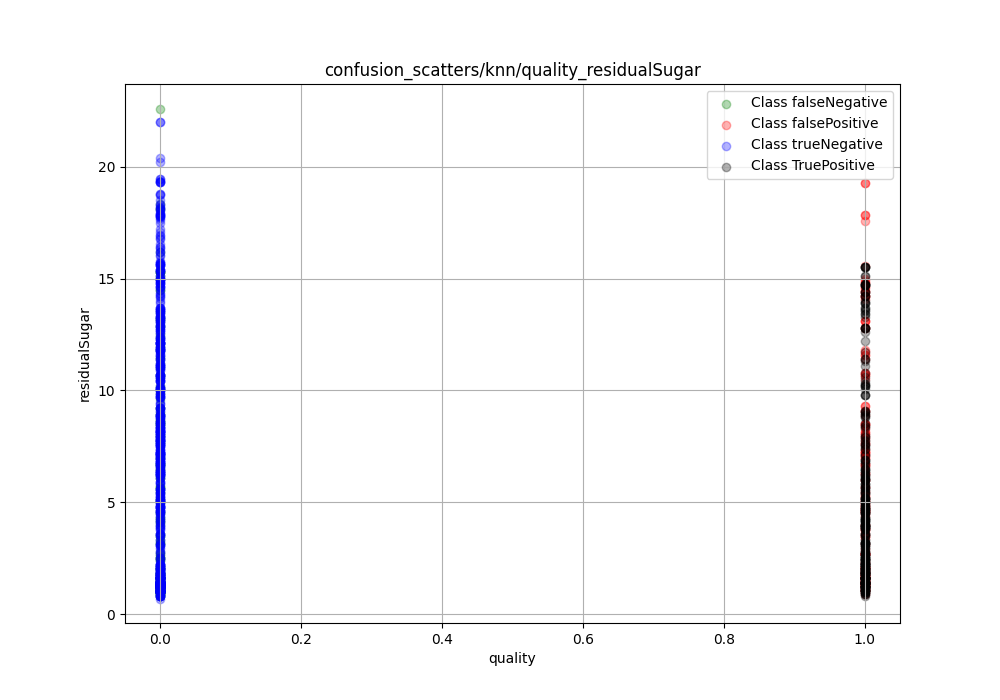 confusion_scatters/knn/quality_residualSugar
Class falseNegative
Class falsePositive
Class trueNegative
Class TruePositive
20
15
10
5
0
residualSugar
0.0
0.2
0.4
0.6
0.8
1.0
quality